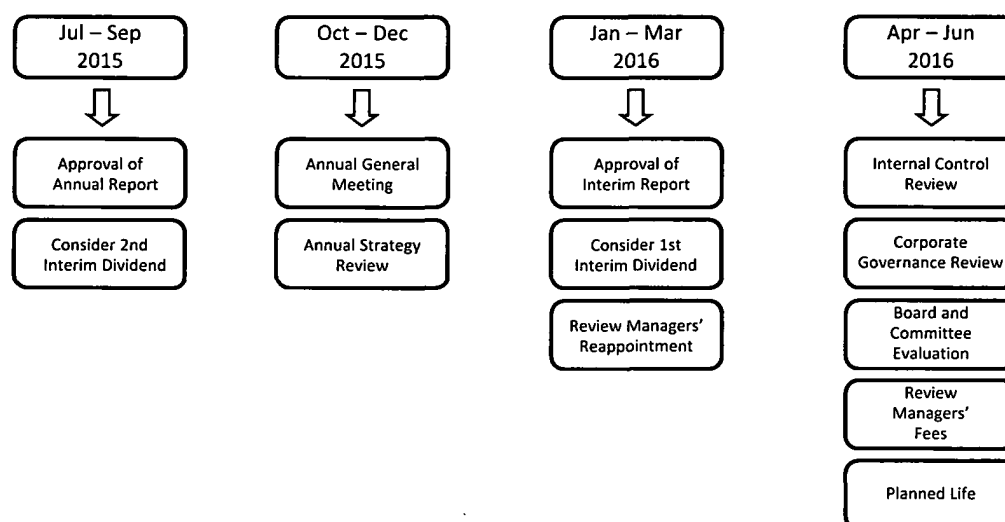 Jul – Sep
2015
Approval of
Annual Report
Consider 2nd
Interim Dividend
Oct – Dec
2015
Annual General
Meeting
Annual Strategy
Review
Jan – Mar
2016
Approval of
Interim Report
Consider 1st
Interim Dividend
Review Managers'
Reappointment
Apr – Jun
2016
Internal Control
Review
Corporate
Governance Review
Board and
Committee
Evaluation
Review
Managers'
Fees
Planned Life